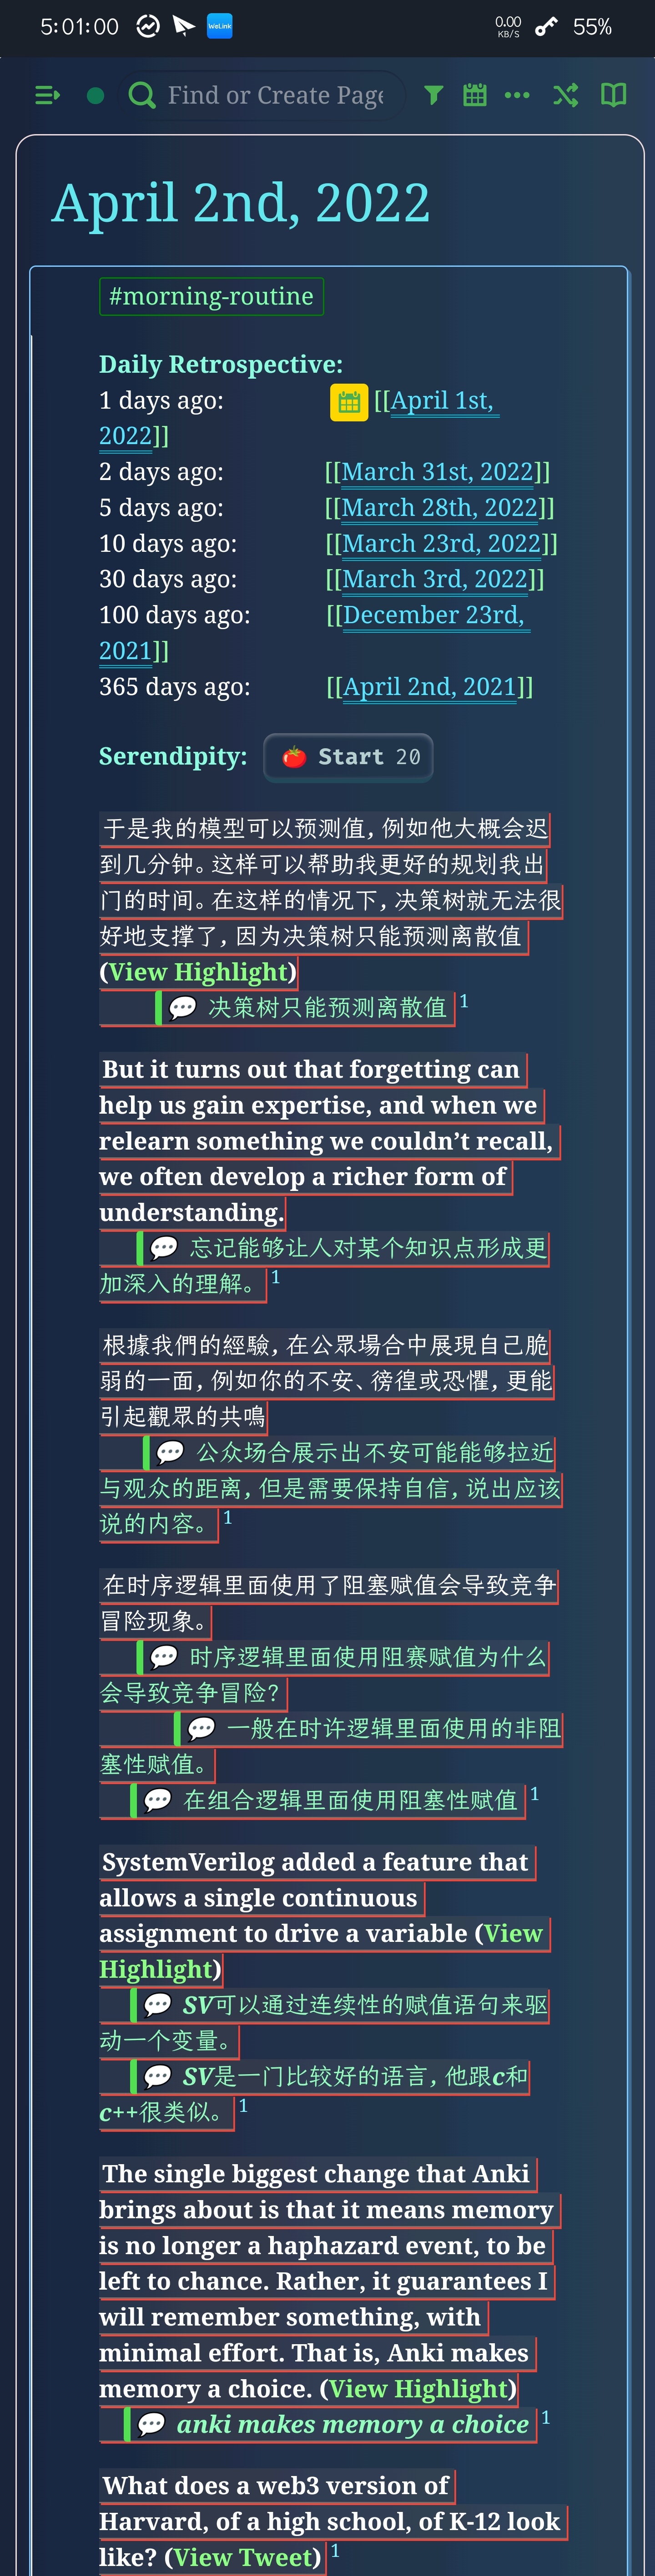 5:01:00 WeLink 0.00 KB/S 55%
Find or Create Page
April 2nd, 2022
#morning-routine
Daily Retrospective:
1 days ago: [[April 1st,
2022]]
2 days ago: [[March 31st, 2022]]
5 days ago: [[March 28th, 2022]]
10 days ago: [[March 23rd, 2022]]
30 days ago: [[March 3rd, 2022]]
100 days ago: [[December 23rd,
2021]]
365 days ago: [[April 2nd, 2021]]
Serendipity: 🍅 Start 20
于是我的模型可以预测值,例如他大概会迟
到几分钟。这样可以帮助我更好的规划我出
门的时间。在这样的情况下,决策树就无法很
好地支撑了,因为决策树只能预测离散值
(View Highlight)
💬 决策树只能预测离散值 1
But it turns out that forgetting can
help us gain expertise, and when we
relearn something we couldn’t recall,
we often develop a richer form of
understanding.
💬 忘记能够让人对某个知识点形成更
加深入的理解。 1
根據我們的經驗,在公眾場合中展現自己脆
弱的一面,例如你的不安、徬徨或恐懼,更能
引起觀眾的共鳴
💬 公众场合展示出不安可能能够拉近
与观众的距离,但是需要保持自信,说出应该
说的内容。 1
在时序逻辑里面使用了阻塞赋值会导致竞争
冒险现象。
💬 时序逻辑里面使用阻赛赋值为什么
会导致竞争冒险?
💬 一般在时许逻辑里面使用的非阻
塞性赋值。
💬 在组合逻辑里面使用阻塞性赋值 1
SystemVerilog added a feature that
allows a single continuous
assignment to drive a variable (View
Highlight)
💬 SV可以通过连续性的赋值语句来驱
动一个变量。
💬 SV是一门比较好的语言,他跟c和
c++很类似。 1
The single biggest change that Anki
brings about is that it means memory
is no longer a haphazard event, to be
left to chance. Rather, it guarantees I
will remember something, with
minimal effort. That is, Anki makes
memory a choice. (View Highlight)
💬 anki makes memory a choice 1
What does a web3 version of
Harvard, of a high school, of K-12 look
like? (View Tweet) 1